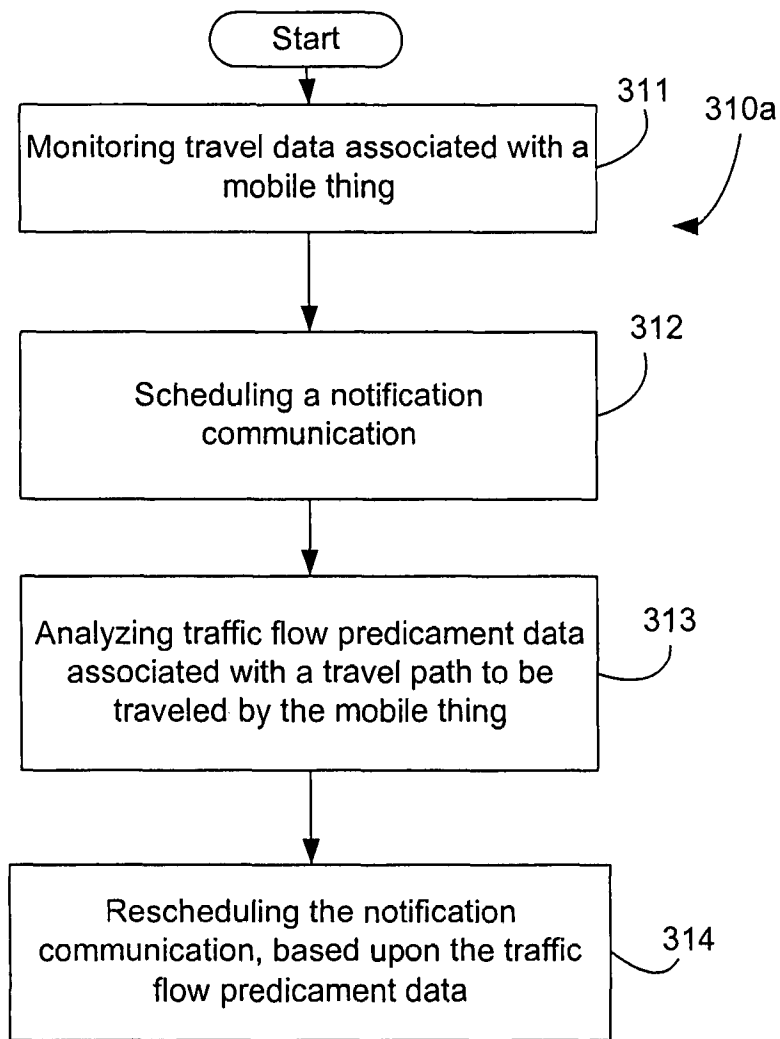 Start
311
310a
Monitoring travel data associated with a
mobile thing
312
Scheduling a notification
communication
Analyzing traffic flow predicament data
associated with a travel path to be
traveled by the mobile thing
313
Rescheduling the notification
communication, based upon the traffic
flow predicament data
314